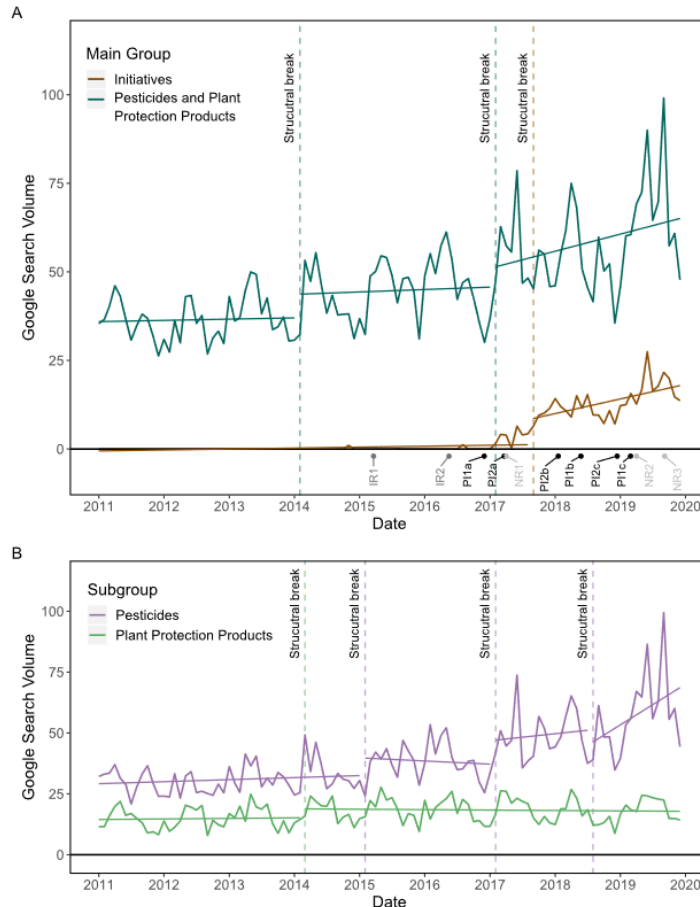 A
Main Group
Initiatives
Pesticides and Plant
Protection Products
Strucutral break
Strucutral break
Strucutral break
Google Search Volume
100
75
50
25
0
IR1
IR2
PI1a
PI2a
NR1
PI2b
PI1b
PI2c
PI1c
NR2
NR3
2011 2012 2013 2014 2015 2016 2017 2018 2019 2020
Date
B
Subgroup
Pesticides
Plant Protection Products
Strucutral break
Strucutral break
Strucutral break
Strucutral break
Google Search Volume
100
75
50
25
0
2011 2012 2013 2014 2015 2016 2017 2018 2019 2020
Date